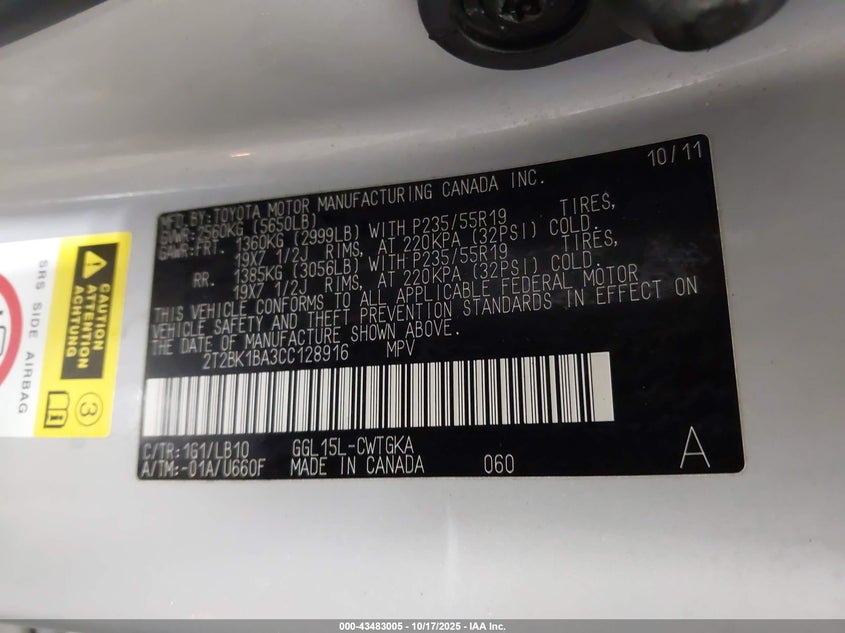 10/11
MFD BY:TOYOTA MOTOR MANUFACTURING CANADA INC.
GVWR:2560KG (5650LB)
GAWR:FRT. 1360KG (2999LB) WITH P235/55R19 TIRES,
19X7 1/2J RIMS, AT 220KPA (32PSI) COLD.
RR. 1385KG (3056LB) WITH P235/55R19 TIRES,
19X7 1/2J RIMS, AT 220KPA (32PSI) COLD.
THIS VEHICLE CONFORMS TO ALL APPLICABLE FEDERAL MOTOR
VEHICLE SAFETY AND THEFT PREVENTION STANDARDS IN EFFECT ON
THE DATE OF MANUFACTURE SHOWN ABOVE.
2T2BK1BA3CC128916 MPV
C/TR:1G1/LB10 GGL15L-CWTGKA
A/TM:-01A/U660F MADE IN CANADA 060 A
CAUTION
ATTENTION
ACHTUNG
SRS SIDE AIRBAG
3
000-43483005 - 10/17/2025 - IAA Inc.